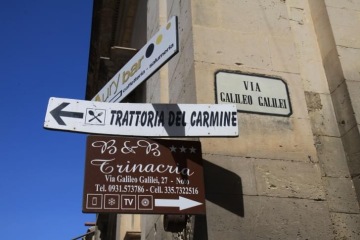 bar
VIA
GALILEO GALILEI
TRATTORIA DEL CARMINE
B&B
Trinacria
Via Galileo Galilei, 27 - Noto
Tel. 0931.573786 - Cell. 335.7322516
TV